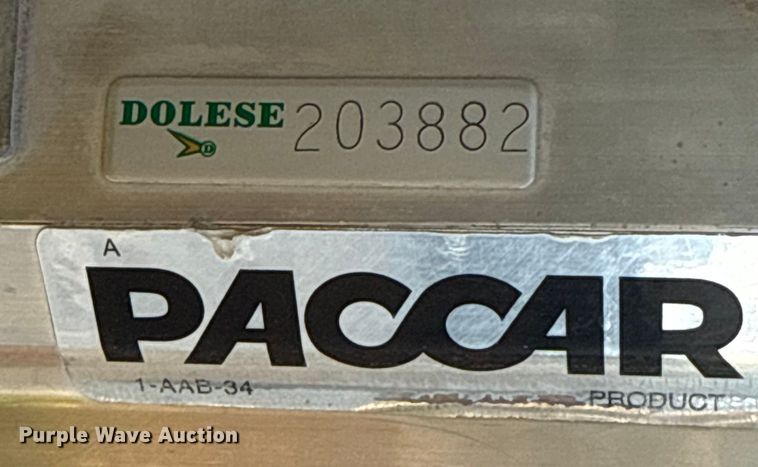 DOLESE 203882
D
A
PACCAR
1-AAB-34 PRODUCT
Purple Wave Auction